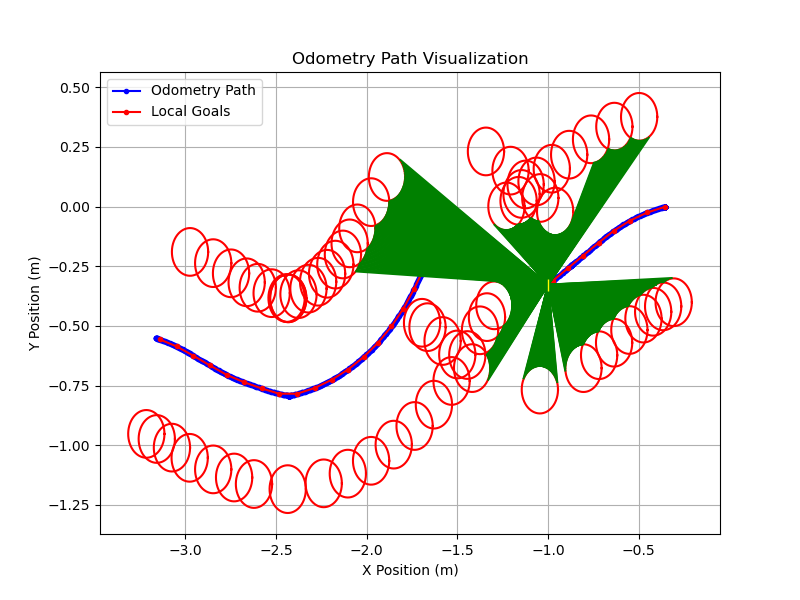 Odometry Path Visualization
Odometry Path
Local Goals
0.50
0.25
0.00
−0.25
−0.50
−0.75
−1.00
−1.25
Y Position (m)
−3.0 −2.5 −2.0 −1.5 −1.0 −0.5
X Position (m)